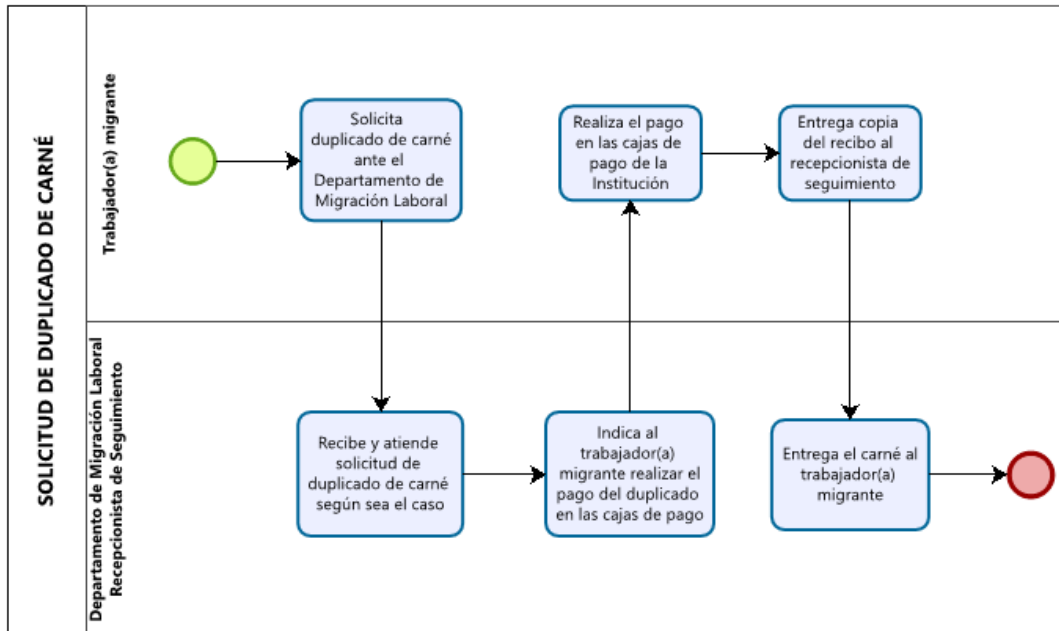 SOLICITUD DE DUPLICADO DE CARNÉ
Trabajador(a) migrante
Solicita
duplicado de carné
ante el
Departamento de
Migración Laboral
Realiza el pago
en las cajas de
pago de la
Institución
Entrega copia
del recibo al
recepcionista de
seguimiento
Departamento de Migración Laboral
Recepcionista de Seguimiento
Recibe y atiende
solicitud de
duplicado de carné
según sea el caso
Indica al
trabajador(a)
migrante realizar el
pago del duplicado
en las cajas de pago
Entrega el carné al
trabajador(a)
migrante